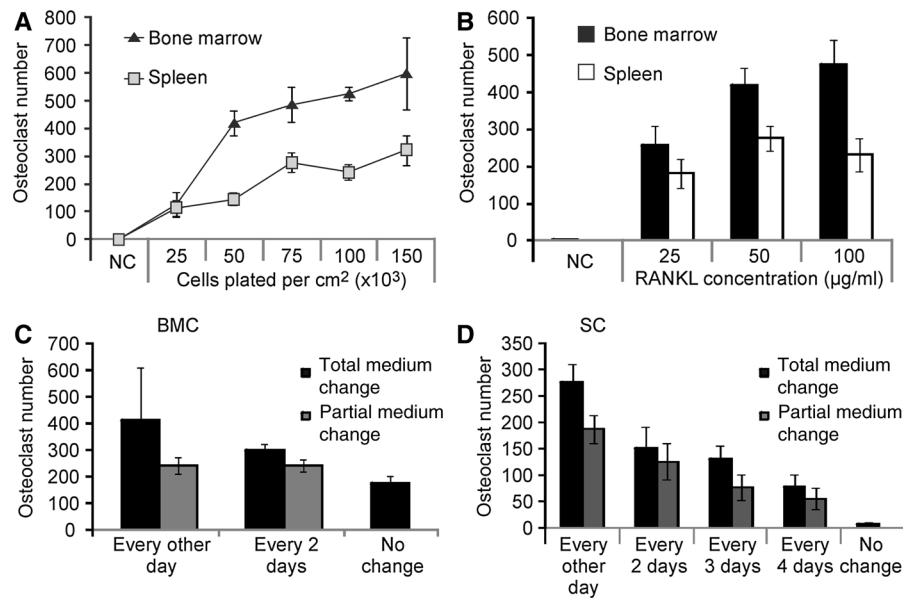 A
Osteoclast number
800
700
600
500
400
300
200
100
0
Bone marrow
Spleen
NC
25
50
75
100
150
Cells plated per cm2 (x103)
B
Osteoclast number
600
500
400
300
200
100
0
Bone marrow
Spleen
NC
25
50
100
RANKL concentration (µg/ml)
C
BMC
Osteoclast number
700
600
500
400
300
200
100
0
Total medium
change
Partial medium
change
Every other
day
Every 2
days
No
change
D
SC
Osteoclast number
350
300
250
200
150
100
50
0
Total medium
change
Partial medium
change
Every
other
day
Every
2 days
Every
3 days
Every
4 days
No
change